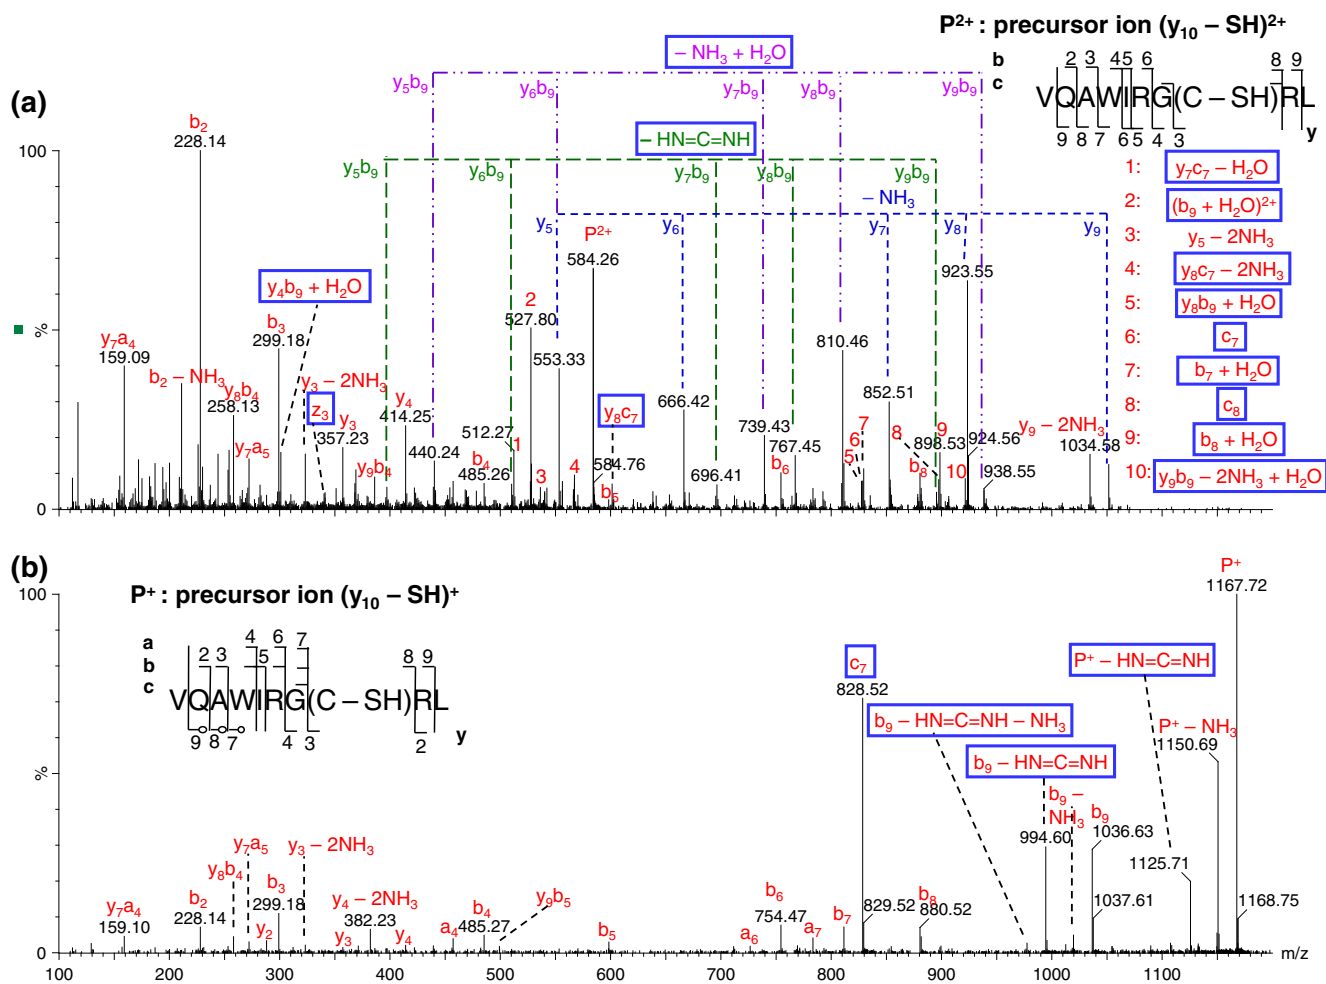 P2+ : precursor ion (y10 – SH)2+
– NH3 + H2O
(a)
b 2 3 45 6 8 9
c
VQAWIRG(C – SH)RL
y
9 8 7 6 5 4 3
y5b9 y6b9 y7b9 y8b9 y9b9
– HN=C=NH
y5b9 y6b9 y7b9 y8b9 y9b9
– NH3
y5 y6 y7 y8 y9
1: y7c7 – H2O
2: (b9 + H2O)2+
3: y5 – 2NH3
4: y8c7 – 2NH3
5: y8b9 + H2O
6: c7
7: b7 + H2O
8: c8
9: b8 + H2O
10: y9b9 – 2NH3 + H2O
b2
228.14
100
%
0
P2+
584.26
923.55
y4b9 + H2O
2
527.80
b3
299.18
y7a4
159.09
553.33
810.46
b2 – NH3
y8b4
258.13
y3 – 2NH3
z3
y3
357.23
y4
414.25
y8c7
666.42
852.51
739.43
767.45
y7a5
y9b4
440.24
512.27
1
b4
485.26
3
4
584.76
b5
696.41
b6
5
6
7
8
b8
9
898.53
10
924.56
938.55
y9 – 2NH3
1034.58
(b)
P+ : precursor ion (y10 – SH)+
a 4 6 7
b 2 3 5 8 9
c
VQAWIRG(C – SH)RL
y
9 8 7 4 3 2
100
%
0
P+
1167.72
c7
828.52
P+ – HN=C=NH
b9 – HN=C=NH – NH3
b9 – HN=C=NH
P+ – NH3
1150.69
b9 –
NH3
994.60
b9
1036.63
1125.71
1037.61
1168.75
y7a4
159.10
b2
228.14
y8b4
y7a5
y2
b3
299.18
y3 – 2NH3
y3
y4 – 2NH3
382.23
y4
a4
b4
485.27
y9b5
b5
a6
b6
754.47
a7
b7
829.52
b8
880.52
m/z
100 200 300 400 500 600 700 800 900 1000 1100